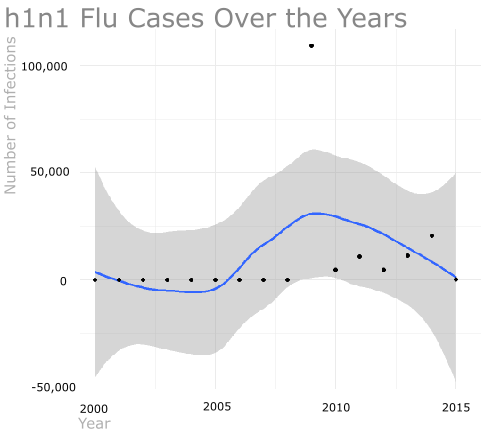 h1n1 Flu Cases Over the Years
Number of Infections
100,000
50,000
0
-50,000
2000
2005
2010
2015
Year